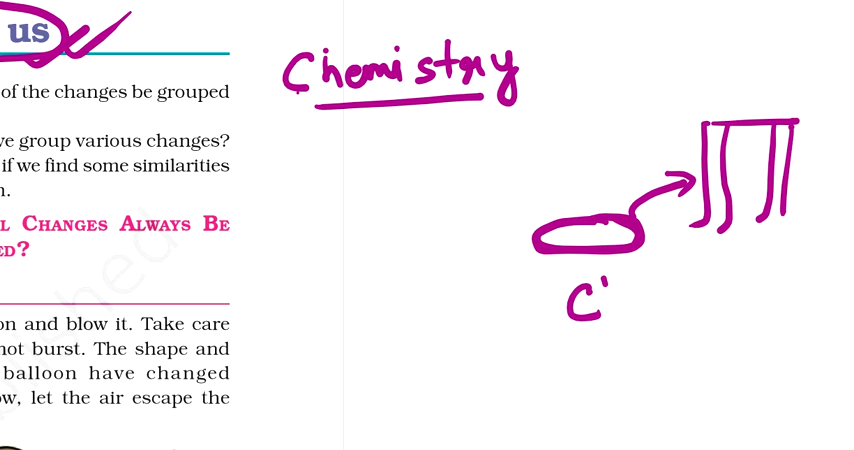 us
Chemistry
of the changes be grouped
ve group various changes?
if we find some similarities
n.
L CHANGES ALWAYS BE
ED?
on and blow it. Take care
not burst. The shape and
balloon have changed
ow, let the air escape the
C'